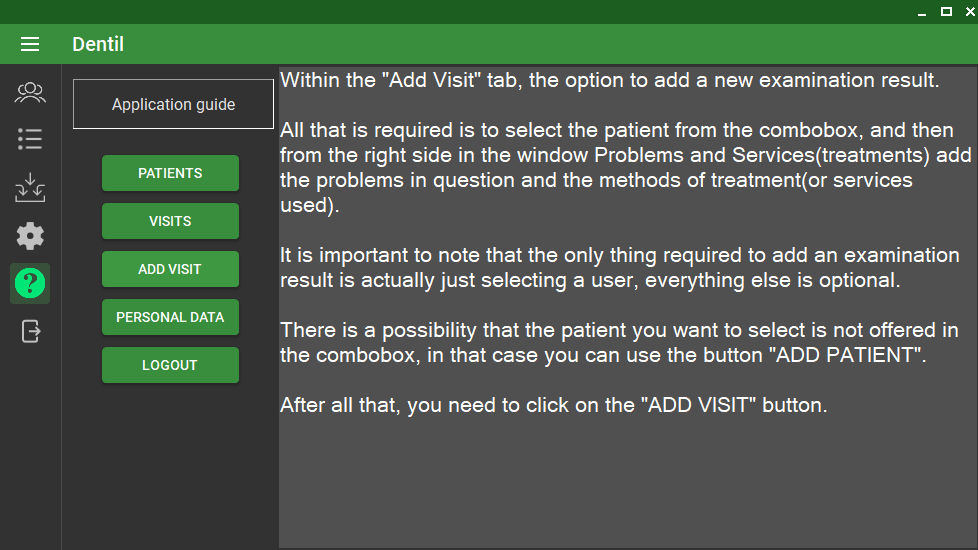 Dentil
Application guide
PATIENTS
VISITS
ADD VISIT
PERSONAL DATA
LOGOUT
Within the "Add Visit" tab, the option to add a new examination result.
All that is required is to select the patient from the combobox, and then
from the right side in the window Problems and Services(treatments) add
the problems in question and the methods of treatment(or services
used).
It is important to note that the only thing required to add an examination
result is actually just selecting a user, everything else is optional.
There is a possibility that the patient you want to select is not offered in
the combobox, in that case you can use the button "ADD PATIENT".
After all that, you need to click on the "ADD VISIT" button.